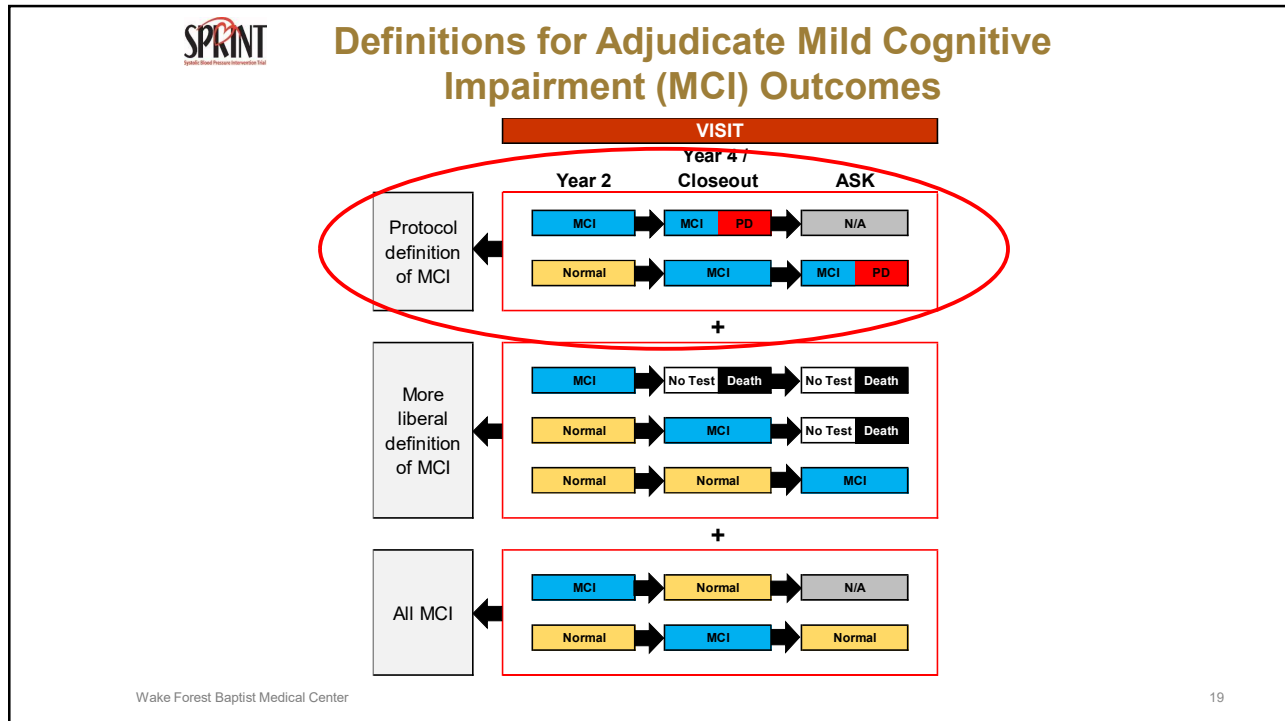 SPRINT
Systolic Blood Pressure Intervention Trial
Definitions for Adjudicate Mild Cognitive
Impairment (MCI) Outcomes
VISIT
Year 2
Year 4 /
Closeout
ASK
Protocol
definition
of MCI
MCI
MCI PD
N/A
Normal
MCI
MCI PD
+
More
liberal
definition
of MCI
MCI
No Test Death
No Test Death
Normal
MCI
No Test Death
Normal
Normal
MCI
+
All MCI
MCI
Normal
N/A
Normal
MCI
Normal
Wake Forest Baptist Medical Center
19